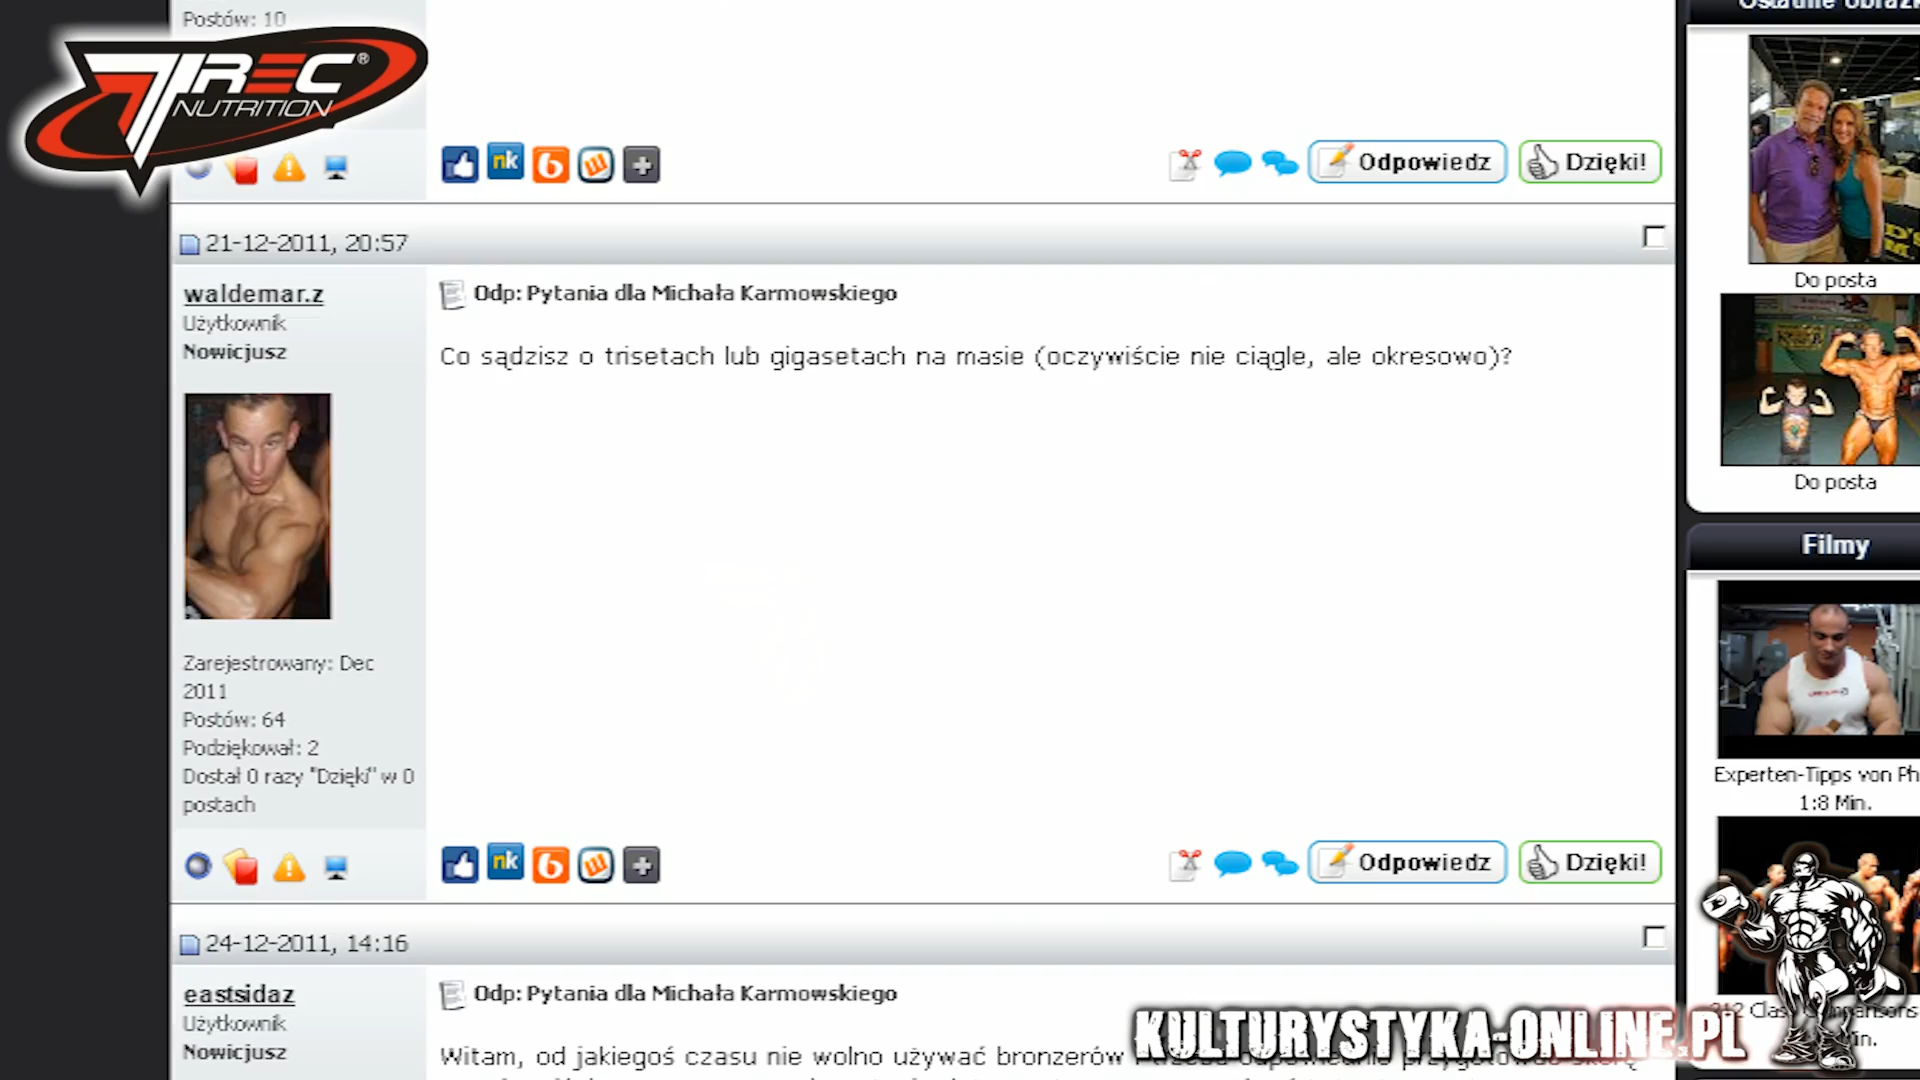 Postów: 10
TREC®
NUTRITION
Odpowiedz
Dzięki!
21-12-2011, 20:57
waldemar.z
Użytkownik
Nowicjusz
Odp: Pytania dla Michała Karmowskiego
Co sądzisz o trisetach lub gigasetach na masie (oczywiście nie ciągle, ale okresowo)?
Zarejestrowany: Dec
2011
Postów: 64
Podziękował: 2
Dostał 0 razy "Dzięki" w 0
postach
nk
Odpowiedz
Dzięki!
24-12-2011, 14:16
eastsidaz
Użytkownik
Nowicjusz
Odp: Pytania dla Michała Karmowskiego
Witam, od jakiegoś czasu nie wolno używać bronzerów
Ostatnie
Do posta
Do posta
Filmy
Experten-Tipps von Ph
1:8 Min.
KULTURYSTYKA-ONLINE.PL